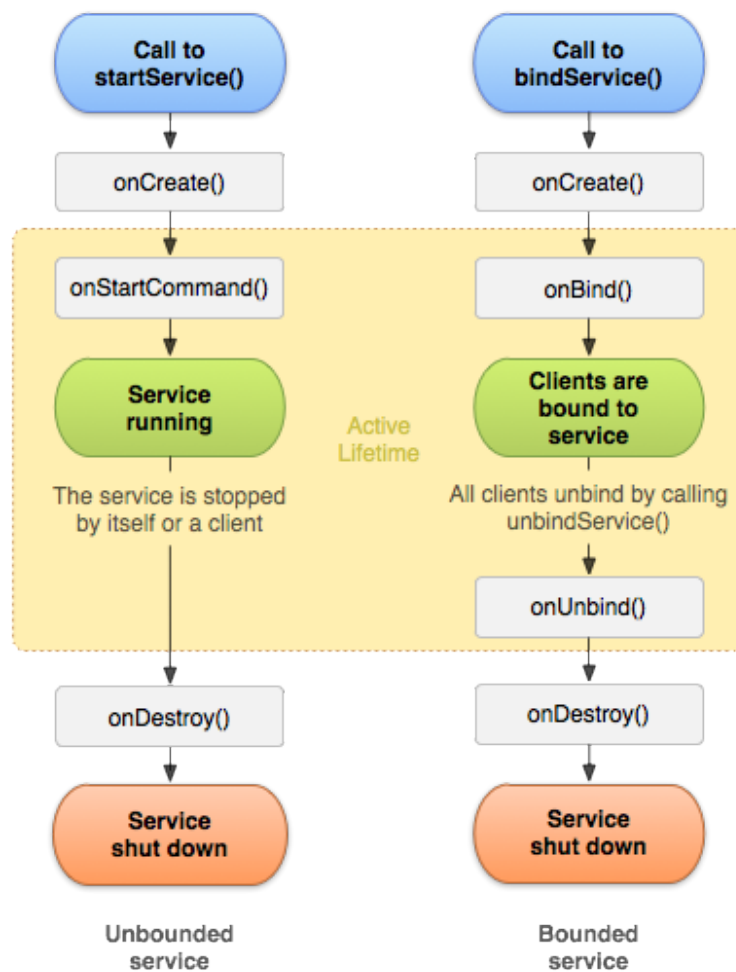 Call to
startService()
onCreate()
onStartCommand()
Service
running
The service is stopped
by itself or a client
onDestroy()
Service
shut down
Unbounded
service
Active
Lifetime
Call to
bindService()
onCreate()
onBind()
Clients are
bound to
service
All clients unbind by calling
unbindService()
onUnbind()
onDestroy()
Service
shut down
Bounded
service